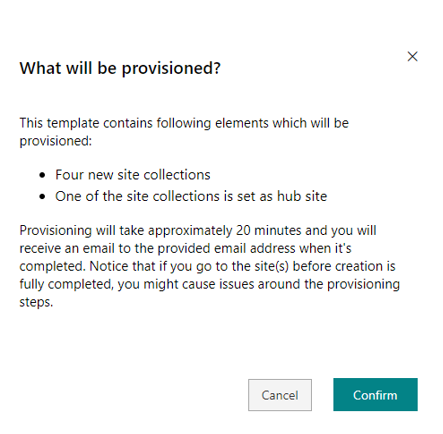 What will be provisioned?
This template contains following elements which will be
provisioned:
• Four new site collections
• One of the site collections is set as hub site
Provisioning will take approximately 20 minutes and you will
receive an email to the provided email address when it's
completed. Notice that if you go to the site(s) before creation is
fully completed, you might cause issues around the provisioning
steps.
Cancel
Confirm